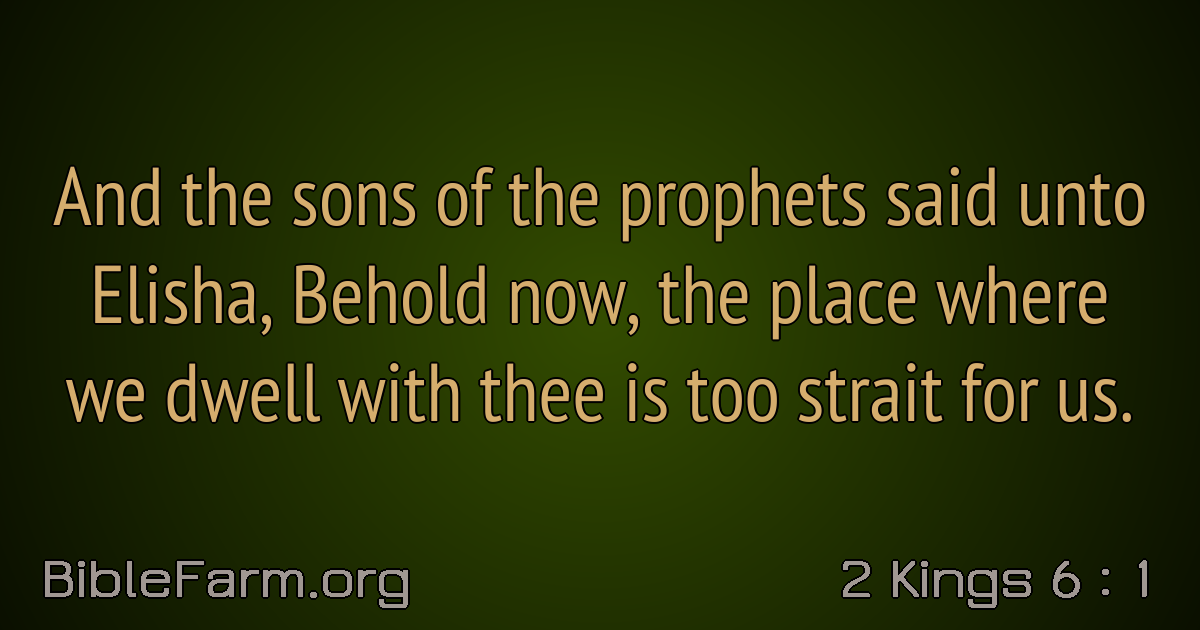 And the sons of the prophets said unto
Elisha, Behold now, the place where
we dwell with thee is too strait for us.
BibleFarm.org
2 Kings 6 : 1